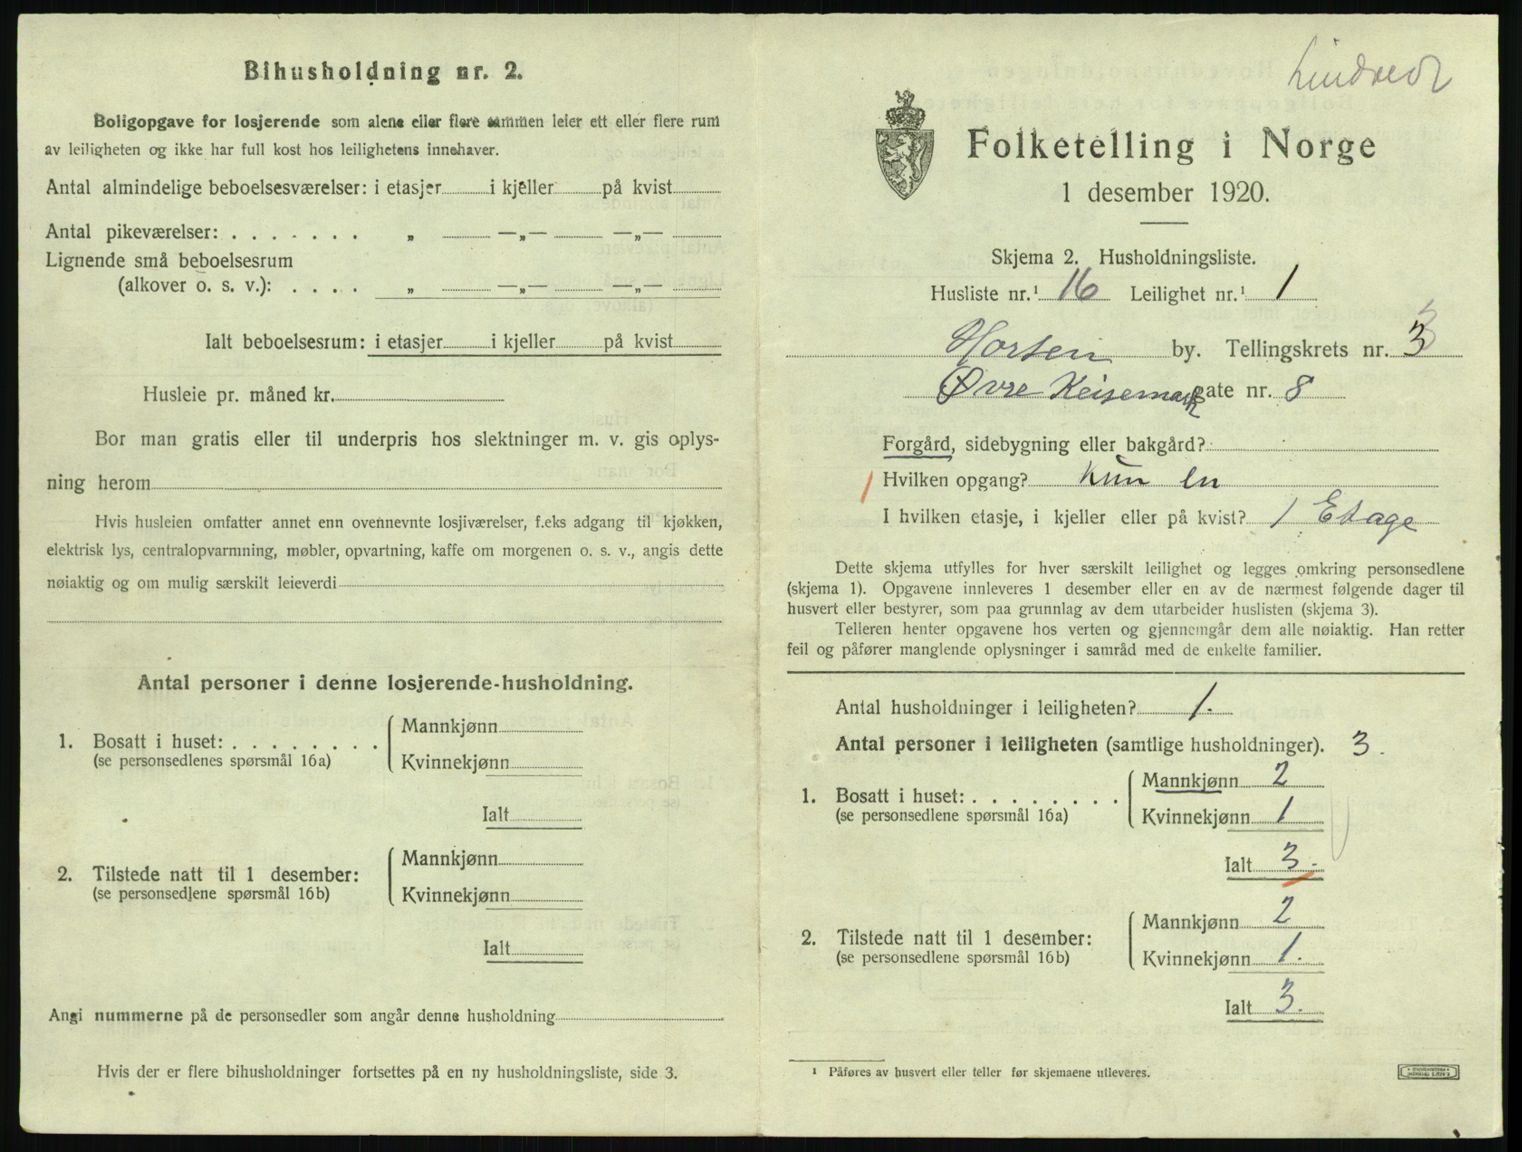 Bihusholdning nr. 2.
Boligopgave for losjerende som alene eller flere sammen leier ett eller flere rum
av leiligheten og ikke har full kost hos leilighetens innehaver.
Antal almindelige beboelsesværelser: i etasjer i kjeller på kvist
Antal pikeværelser: . . . . . . . „ —„— —„—
Lignende små beboelsesrum
(alkover o. s. v.): . . . . „ —„— —„—
Ialt beboelsesrum: i etasjer i kjeller på kvist
Husleie pr. måned kr.
Bor man gratis eller til underpris hos slektninger m. v. gis oplys-
ning herom
Hvis husleien omfatter annet enn ovennevnte losjiværelser, f.eks adgang til kjøkken,
elektrisk lys, centralopvarmning, møbler, opvartning, kaffe om morgenen o. s. v., angis dette
nøiaktig og om mulig særskilt leieverdi
Antal personer i denne losjerende-husholdning.
1. Bosatt i huset: . . . . . . . . Mannkjønn
(se personsedlenes spørsmål 16a) Kvinnekjønn
Ialt
2. Tilstede natt til 1 desember: Mannkjønn
(se personsedlene spørsmål 16b) Kvinnekjønn
Ialt
Angi nummerne på de personsedler som angår denne husholdning
Hvis der er flere bihusholdninger fortsettes på en ny husholdningsliste, side 3.
Folketelling i Norge
1 desember 1920.
Skjema 2. Husholdningsliste.
Husliste nr.¹ 16 Leilighet nr.¹ 1
Horten by. Tellingskrets nr. 3
Øvre Keisemark gate nr. 8
Forgård, sidebygning eller bakgård?
1 Hvilken opgang? Kun en
I hvilken etasje, i kjeller eller på kvist? 1 Etage
Dette skjema utfylles for hver særskilt leilighet og legges omkring personsedlene
(skjema 1). Opgavene innleveres 1 desember eller en av de nærmest følgende dager til
husvert eller bestyrer, som paa grunnlag av dem utarbeider huslisten (skjema 3).
Telleren henter opgavene hos verten og gjennemgår dem alle nøiaktig. Han retter
feil og påfører manglende oplysninger i samråd med de enkelte familier.
Antal husholdninger i leiligheten? 1.
Antal personer i leiligheten (samtlige husholdninger). 3.
1. Bosatt i huset: . . . . . . . . Mannkjønn 2
(se personsedlene spørsmål 16a) Kvinnekjønn 1
Ialt 3.
2. Tilstede natt til 1 desember: Mannkjønn 2
(se personsedlene spørsmål 16b) Kvinnekjønn 1.
Ialt 3.
¹ Påføres av husvert eller teller før skjemaene utleveres.